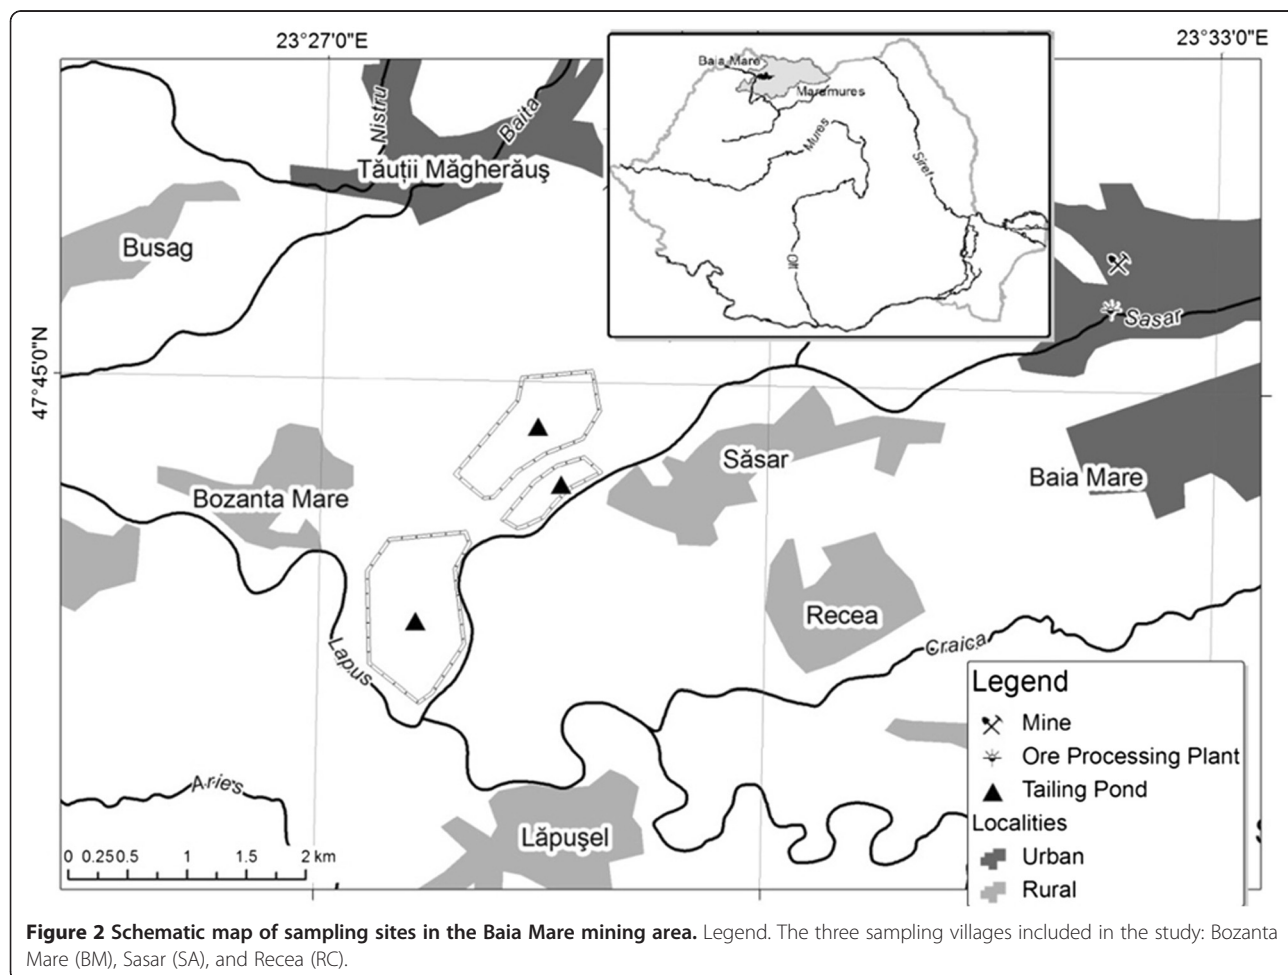 23°27'0"E
23°33'0"E
Baia Mare
Maramures
Mures
Siret
Olt
Nistru
Baita
Tăuții Măgherăuş
Busag
Sasar
47°45'0"N
Săsar
Baia Mare
Bozanta Mare
Recea
Craica
Lapus
Aries
Lăpuşel
Legend
Mine
Ore Processing Plant
Tailing Pond
Localities
Urban
Rural
0 0.25 0.5 1 1.5 2 km
Figure 2 Schematic map of sampling sites in the Baia Mare mining area. Legend. The three sampling villages included in the study: Bozanta
Mare (BM), Sasar (SA), and Recea (RC).